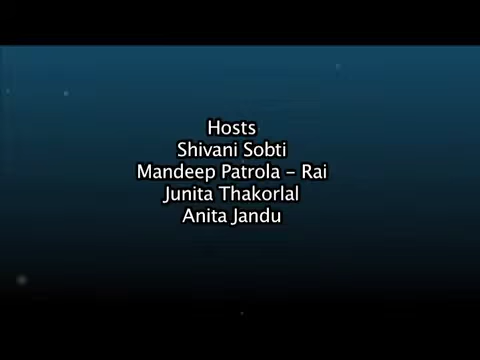 Hosts
Shivani Sobti
Mandeep Patrola – Rai
Junita Thakorlal
Anita Jandu